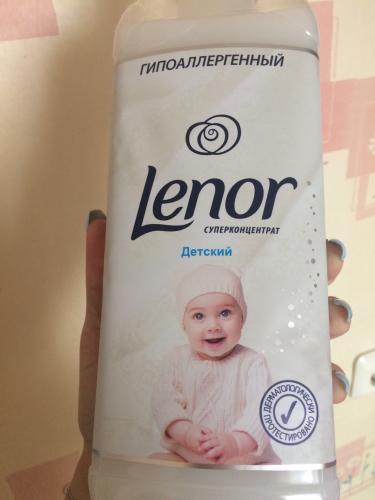 ГИПОАЛЛЕРГЕННЫЙ
Lenor
СУПЕРКОНЦЕНТРАТ
Детский
ДЕРМАТОЛОГИЧЕСКИ
ПРОТЕСТИРОВАНО